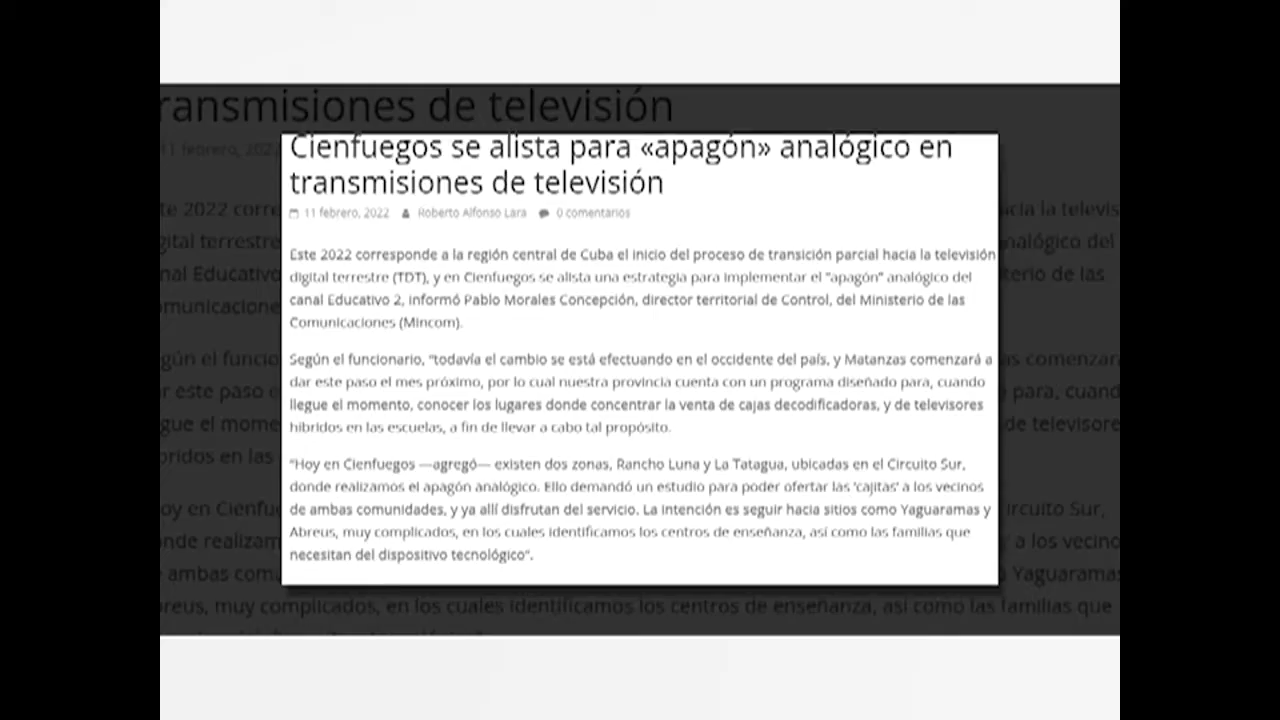 Cienfuegos se alista para «apagón» analógico en
transmisiones de televisión
11 febrero, 2022 Roberto Alfonso Lara 0 comentarios
Este 2022 corresponde a la región central de Cuba el inicio del proceso de transición parcial hacia la televisión
digital terrestre (TDT), y en Cienfuegos se alista una estrategia para implementar el "apagón" analógico del
canal Educativo 2, informó Pablo Morales Concepción, director territorial de Control, del Ministerio de las
Comunicaciones (Mincom).
Según el funcionario, "todavía el cambio se está efectuando en el occidente del país, y Matanzas comenzará a
dar este paso el mes próximo, por lo cual nuestra provincia cuenta con un programa diseñado para, cuando
llegue el momento, conocer los lugares donde concentrar la venta de cajas decodificadoras, y de televisores
híbridos en las escuelas, a fin de llevar a cabo tal propósito.
"Hoy en Cienfuegos —agregó— existen dos zonas, Rancho Luna y La Tatagua, ubicadas en el Circuito Sur,
donde realizamos el apagón analógico. Ello demandó un estudio para poder ofertar las 'cajitas' a los vecinos
de ambas comunidades, y ya allí disfrutan del servicio. La intención es seguir hacia sitios como Yaguaramas y
Abreus, muy complicados, en los cuales identificamos los centros de enseñanza, así como las familias que
necesitan del dispositivo tecnológico".